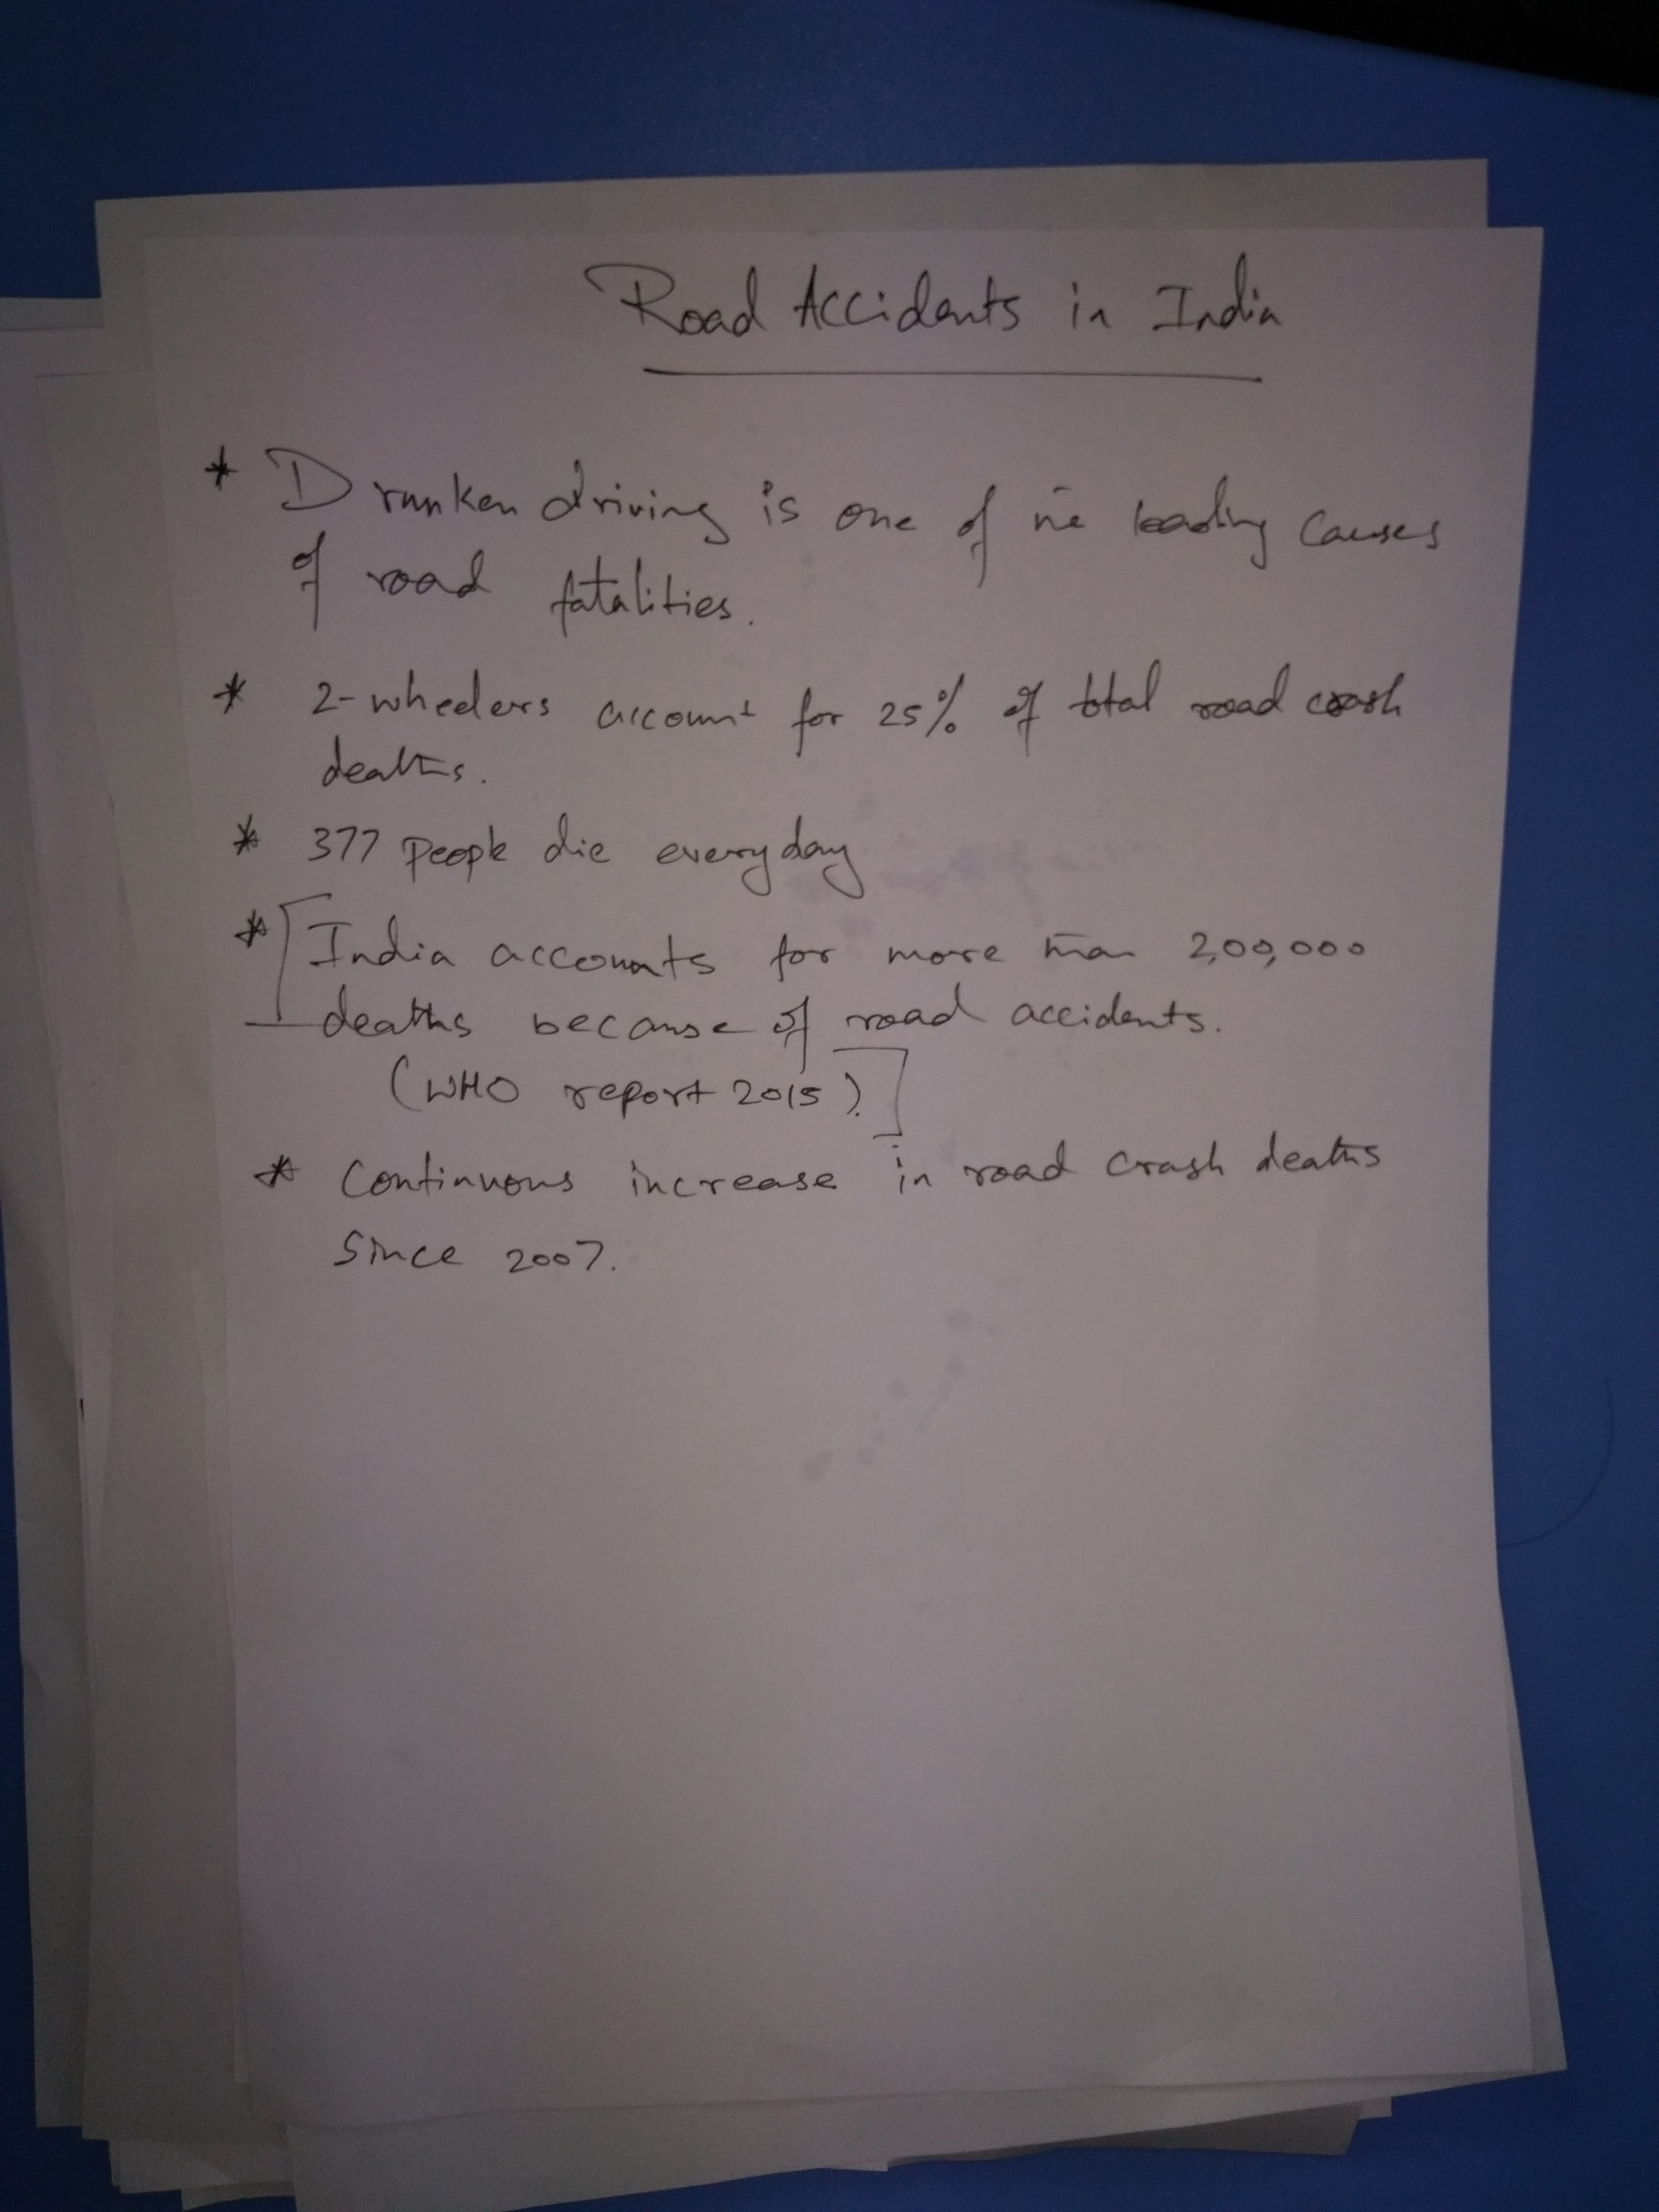 Road Accidents in India
* Drunken driving is one of the leading causes
of road fatalities.
* 2-wheelers account for 25% of total road crash
deaths.
* 377 people die everyday
* [India accounts for more than 2,00,000
deaths because of road accidents.
(WHO report 2015).]
* Continuous increase in road crash deaths
Since 2007.